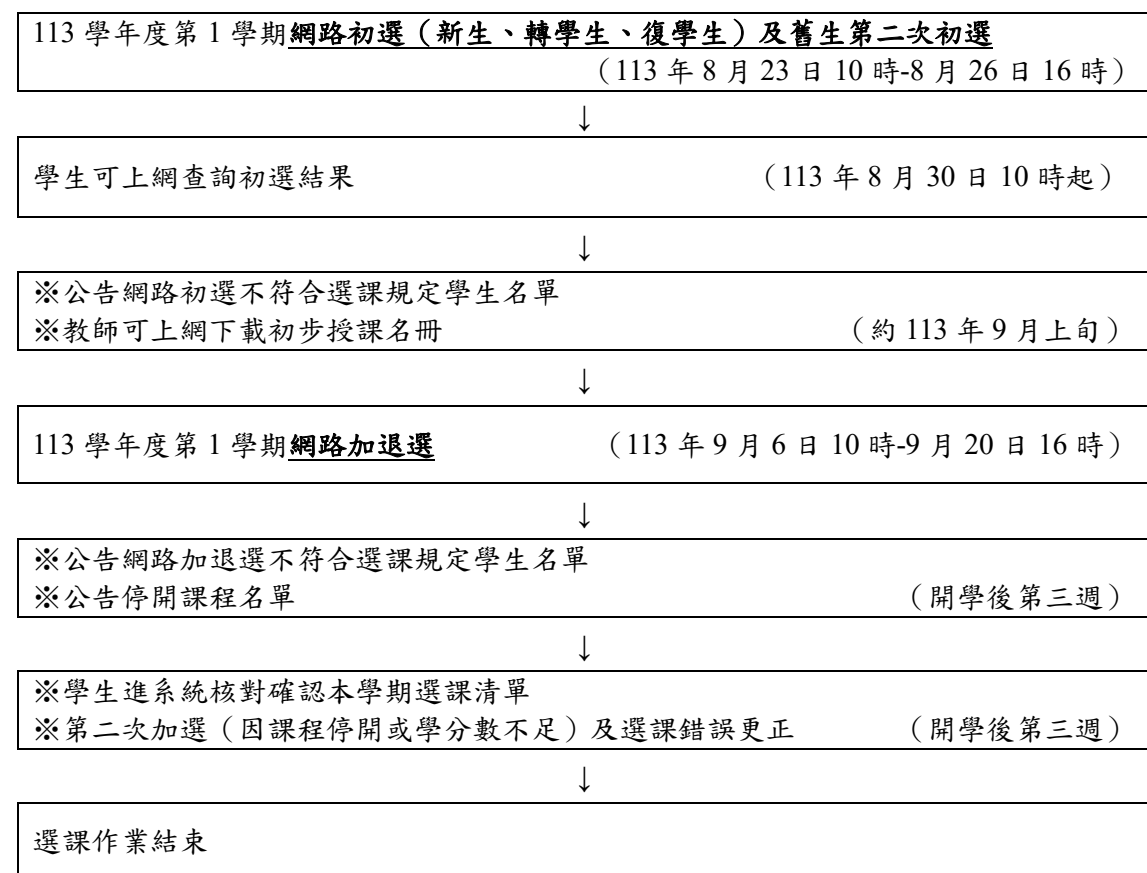 113 學年度第 1 學期網路初選（新生、轉學生、復學生）及舊生第二次初選
（113 年 8 月 23 日 10 時-8 月 26 日 16 時）
↓
學生可上網查詢初選結果（113 年 8 月 30 日 10 時起）
↓
※公告網路初選不符合選課規定學生名單
※教師可上網下載初步授課名冊（約 113 年 9 月上旬）
↓
113 學年度第 1 學期網路加退選（113 年 9 月 6 日 10 時-9 月 20 日 16 時）
↓
※公告網路加退選不符合選課規定學生名單
※公告停開課程名單（開學後第三週）
↓
※學生進系統核對確認本學期選課清單
※第二次加選（因課程停開或學分數不足）及選課錯誤更正（開學後第三週）
↓
選課作業結束